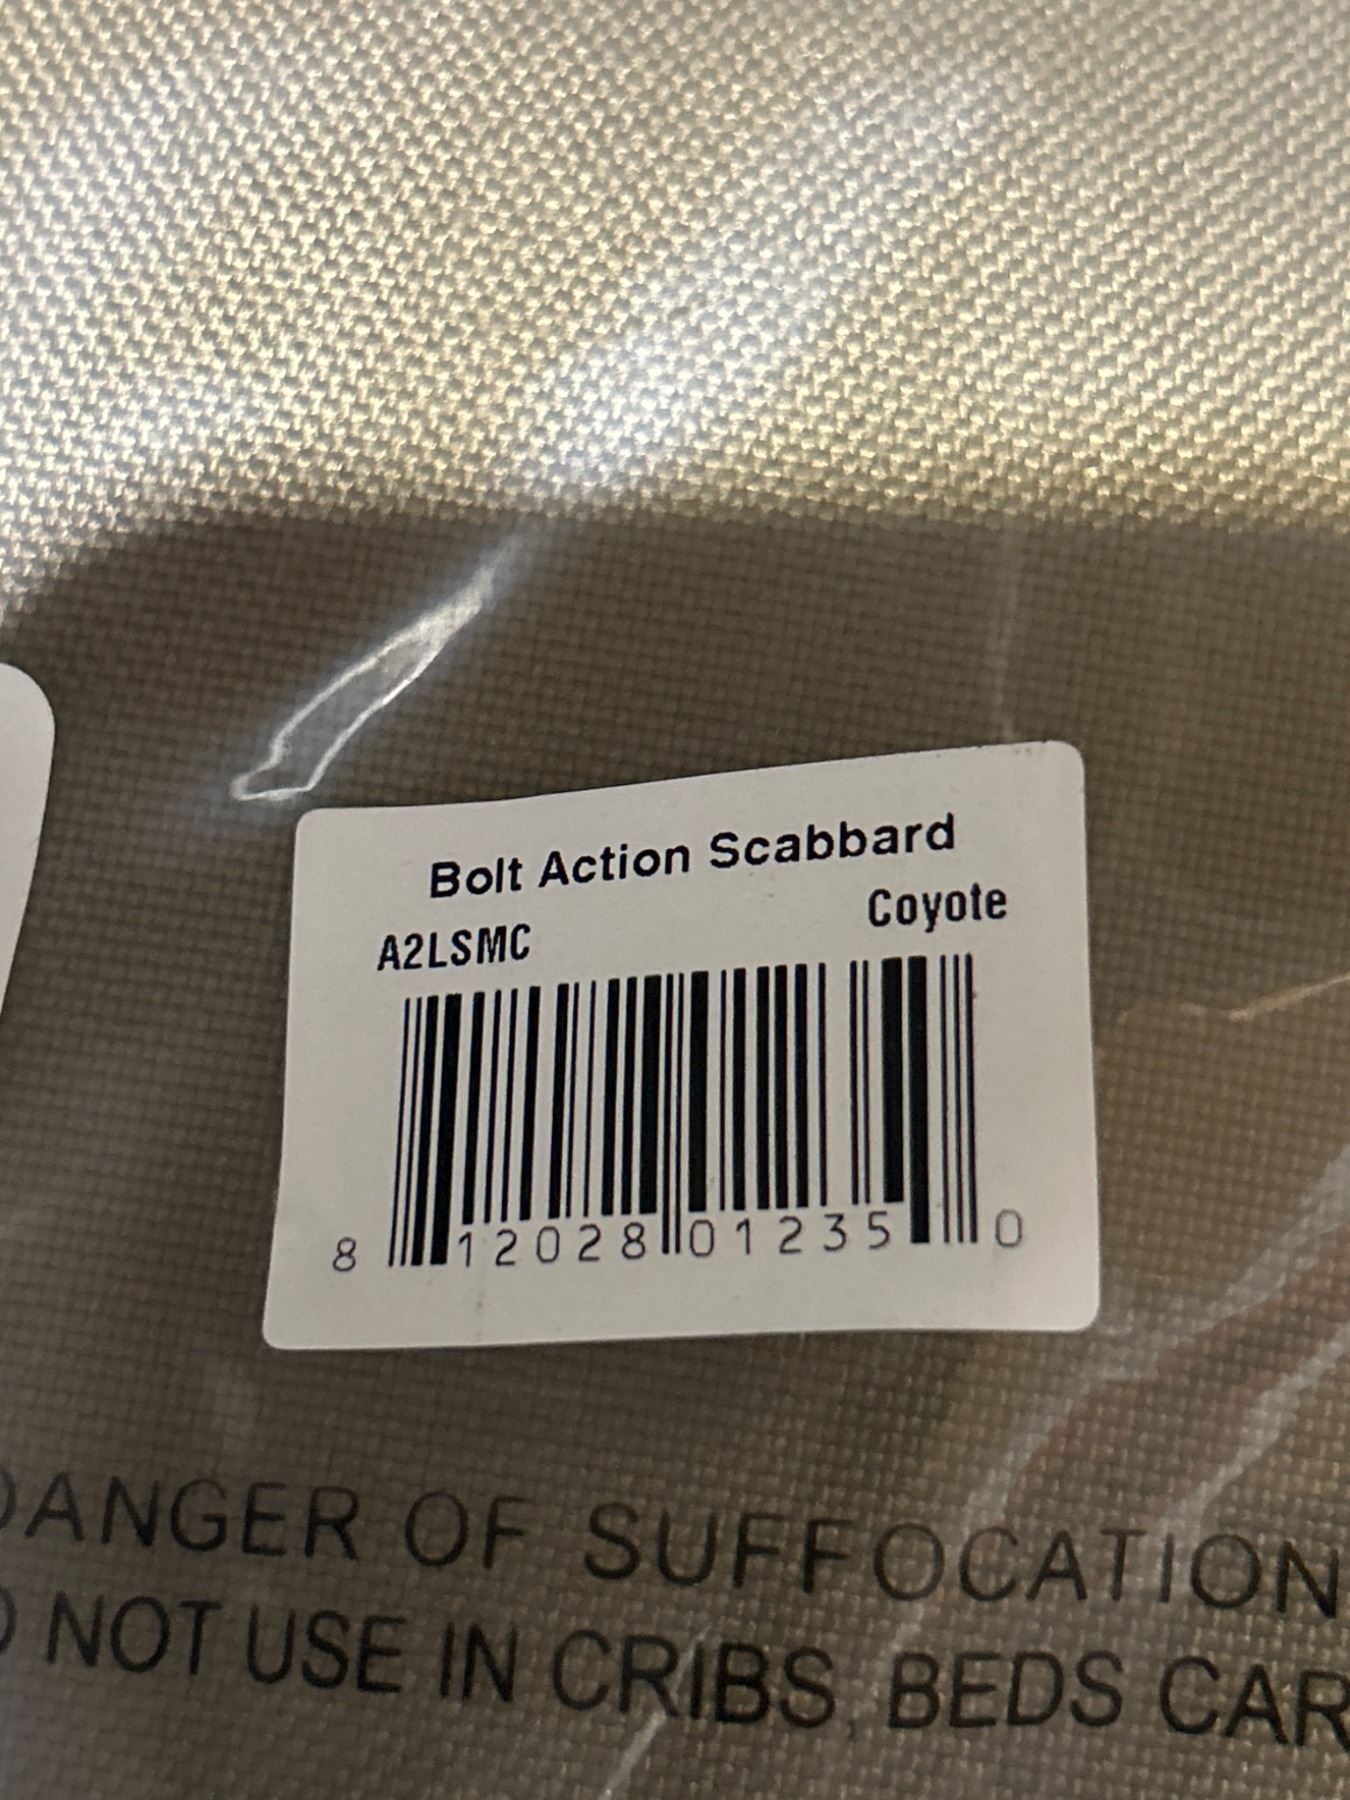 Bolt Action Scabbard
A2LSMC Coyote
8 12028 01235 0
DANGER OF SUFFOCATION
NOT USE IN CRIBS, BEDS CAR